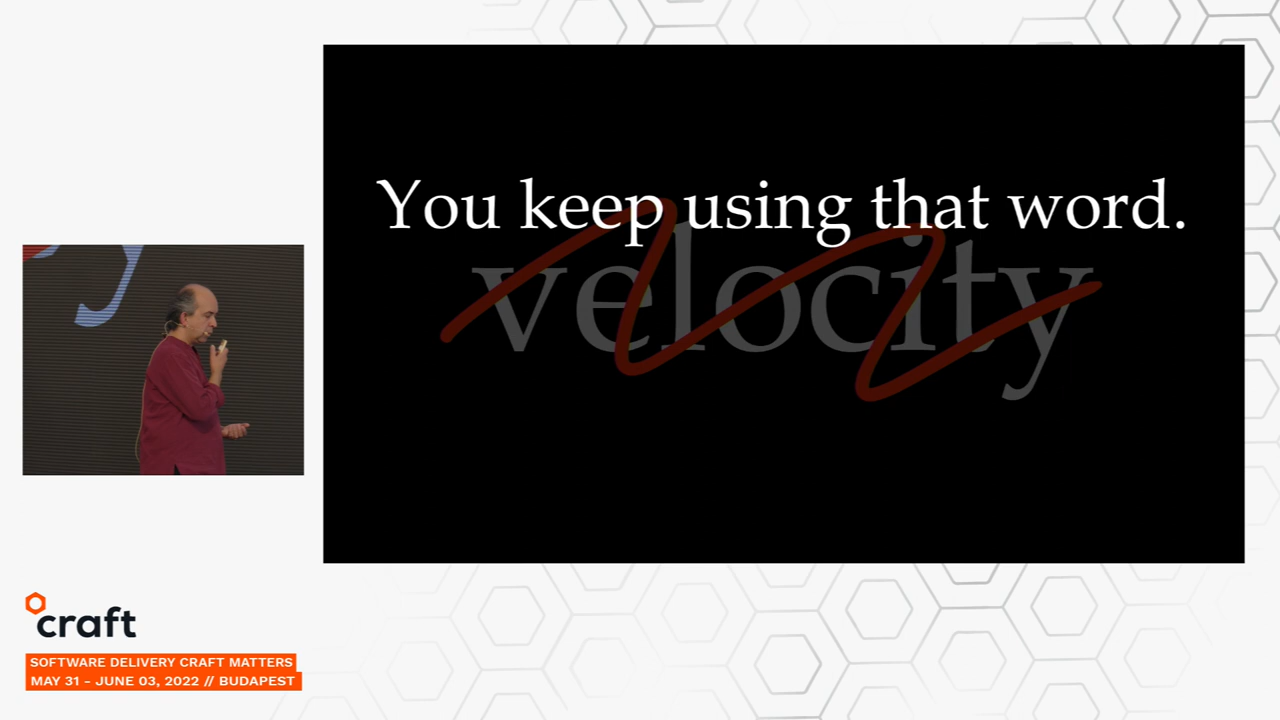 You keep using that word.
velocity
y
craft
SOFTWARE DELIVERY CRAFT MATTERS
MAY 31 - JUNE 03, 2022 // BUDAPEST